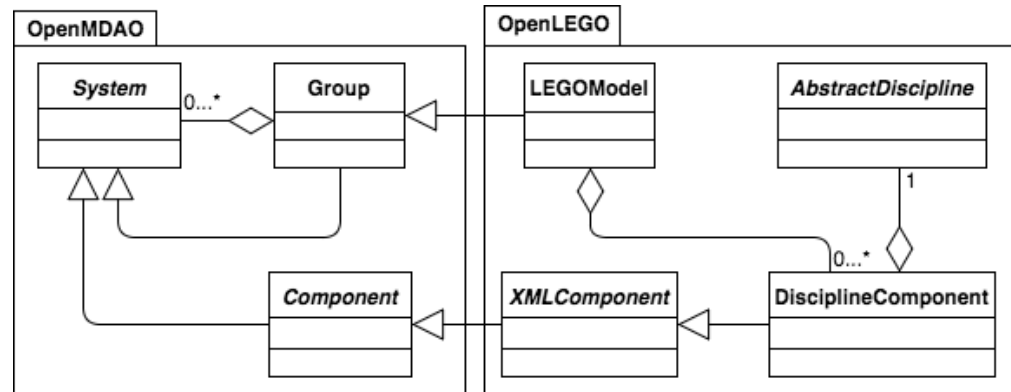 OpenMDAO
OpenLEGO
System
0...*
Group
LEGOModel
AbstractDiscipline
1
0...*
Component
XMLComponent
DisciplineComponent